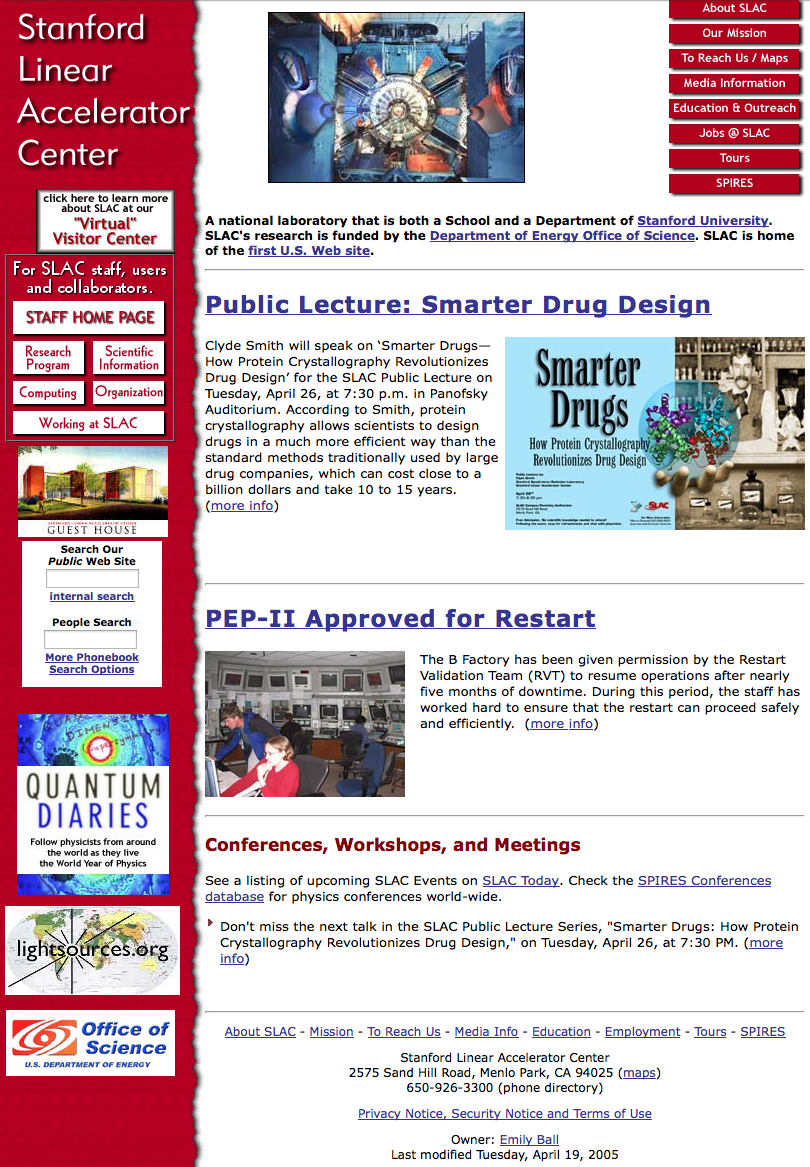 Stanford
Linear
Accelerator
Center
click here to learn more
about SLAC at our
"Virtual"
Visitor Center
For SLAC staff, users
and collaborators.
STAFF HOME PAGE
Research
Program
Scientific
Information
Computing
Organization
Working at SLAC
GUEST HOUSE
Search Our
Public Web Site
internal search
People Search
More Phonebook
Search Options
QUANTUM
DIARIES
Follow physicists from around
the world as they live
the World Year of Physics
lightsources.org
Office of
Science
U.S. DEPARTMENT OF ENERGY
About SLAC
Our Mission
To Reach Us / Maps
Media Information
Education & Outreach
Jobs @ SLAC
Tours
SPIRES
A national laboratory that is both a School and a Department of Stanford University.
SLAC's research is funded by the Department of Energy Office of Science. SLAC is home
of the first U.S. Web site.
Public Lecture: Smarter Drug Design
Clyde Smith will speak on ‘Smarter Drugs—
How Protein Crystallography Revolutionizes
Drug Design’ for the SLAC Public Lecture on
Tuesday, April 26, at 7:30 p.m. in Panofsky
Auditorium. According to Smith, protein
crystallography allows scientists to design
drugs in a much more efficient way than the
standard methods traditionally used by large
drug companies, which can cost close to a
billion dollars and take 10 to 15 years.
(more info)
Smarter
Drugs
How Protein Crystallography
Revolutionizes Drug Design
PEP-II Approved for Restart
The B Factory has been given permission by the Restart
Validation Team (RVT) to resume operations after nearly
five months of downtime. During this period, the staff has
worked hard to ensure that the restart can proceed safely
and efficiently. (more info)
Conferences, Workshops, and Meetings
See a listing of upcoming SLAC Events on SLAC Today. Check the SPIRES Conferences
database for physics conferences world-wide.
Don't miss the next talk in the SLAC Public Lecture Series, "Smarter Drugs: How Protein
Crystallography Revolutionizes Drug Design," on Tuesday, April 26, at 7:30 PM. (more
info)
About SLAC - Mission - To Reach Us - Media Info - Education - Employment - Tours - SPIRES
Stanford Linear Accelerator Center
2575 Sand Hill Road, Menlo Park, CA 94025 (maps)
650-926-3300 (phone directory)
Privacy Notice, Security Notice and Terms of Use
Owner: Emily Ball
Last modified Tuesday, April 19, 2005